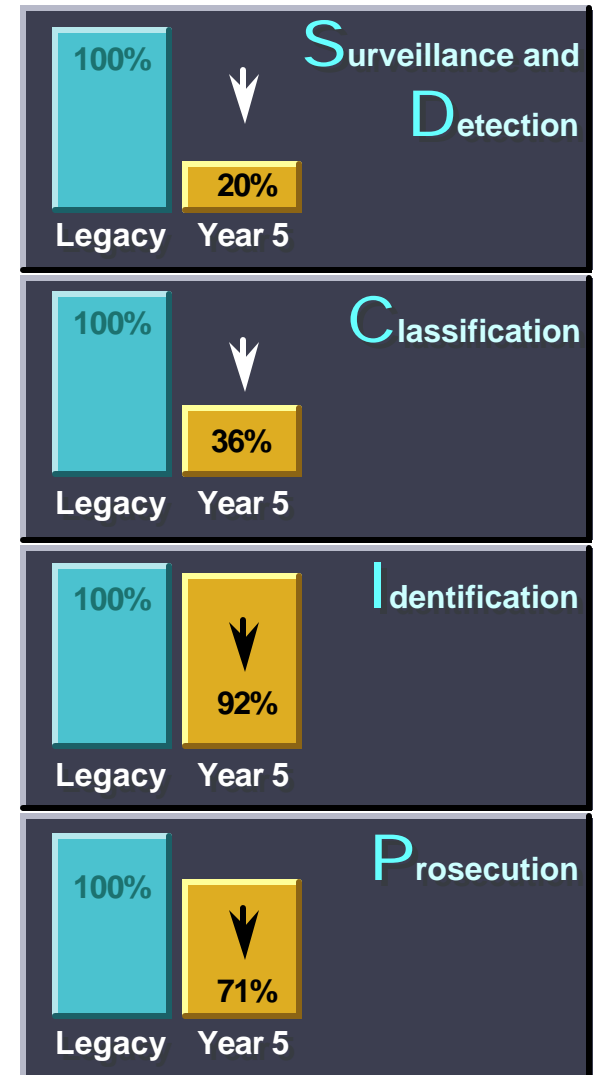 Surveillance and
Detection
100%
20%
Legacy Year 5
Classification
100%
36%
Legacy Year 5
Identification
100%
92%
Legacy Year 5
Prosecution
100%
71%
Legacy Year 5